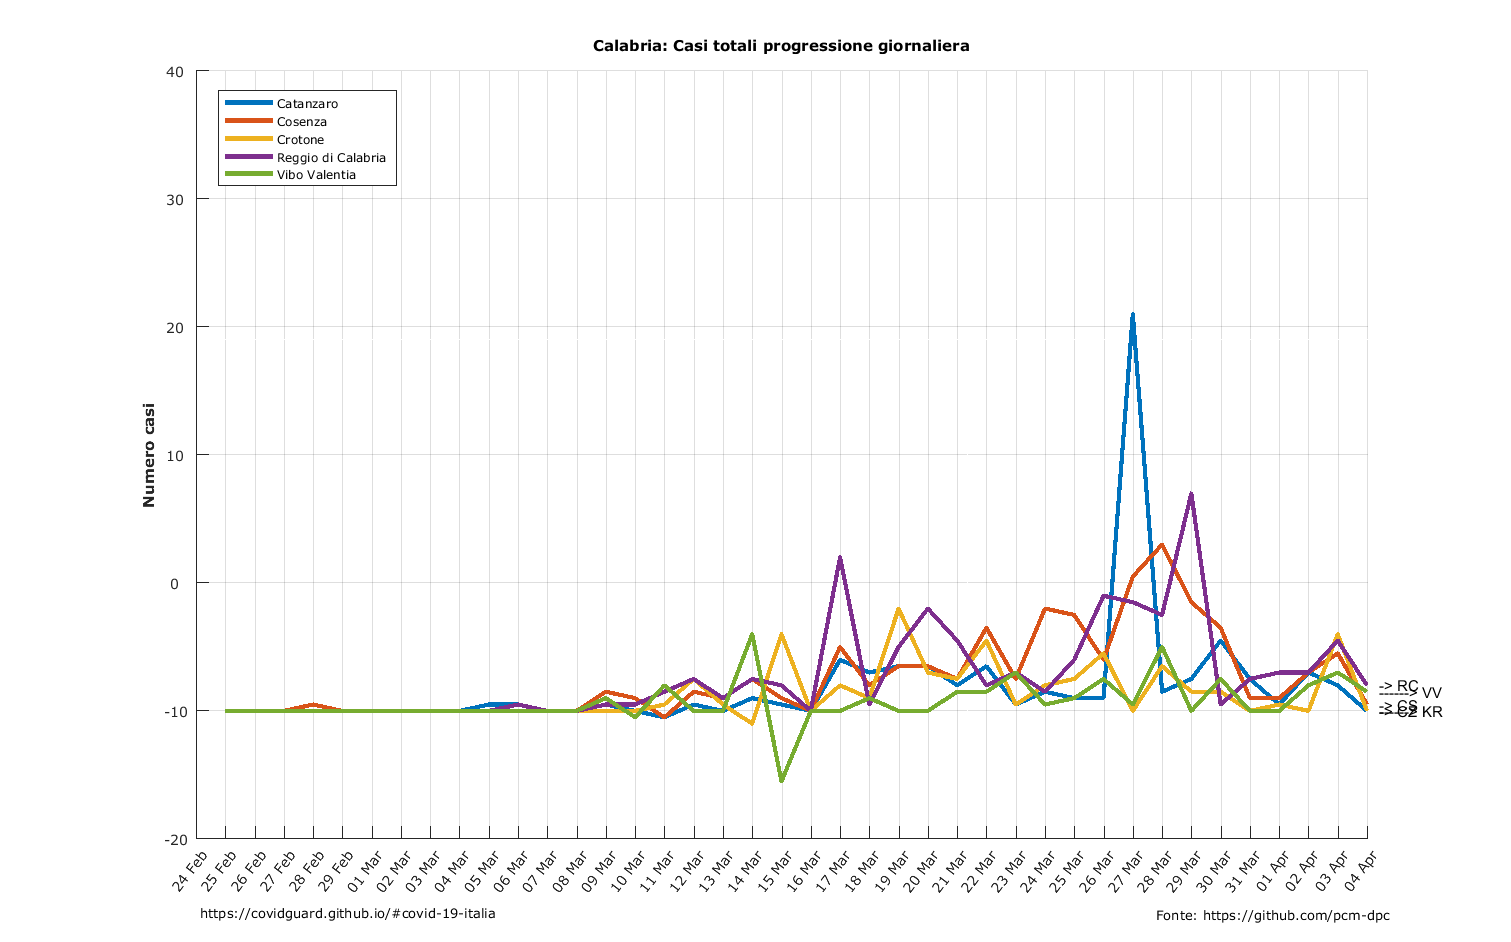 Calabria: Casi totali progressione giornaliera
40
30
20
10
0
-10
-20
Numero casi
Catanzaro
Cosenza
Crotone
Reggio di Calabria
Vibo Valentia
-> RC
------> VV
-> CS
-> CZ
------> KR
24 Feb
25 Feb
26 Feb
27 Feb
28 Feb
29 Feb
01 Mar
02 Mar
03 Mar
04 Mar
05 Mar
06 Mar
07 Mar
08 Mar
09 Mar
10 Mar
11 Mar
12 Mar
13 Mar
14 Mar
15 Mar
16 Mar
17 Mar
18 Mar
19 Mar
20 Mar
21 Mar
22 Mar
23 Mar
24 Mar
25 Mar
26 Mar
27 Mar
28 Mar
29 Mar
30 Mar
31 Mar
01 Apr
02 Apr
03 Apr
04 Apr
https://covidguard.github.io/#covid-19-italia
Fonte: https://github.com/pcm-dpc